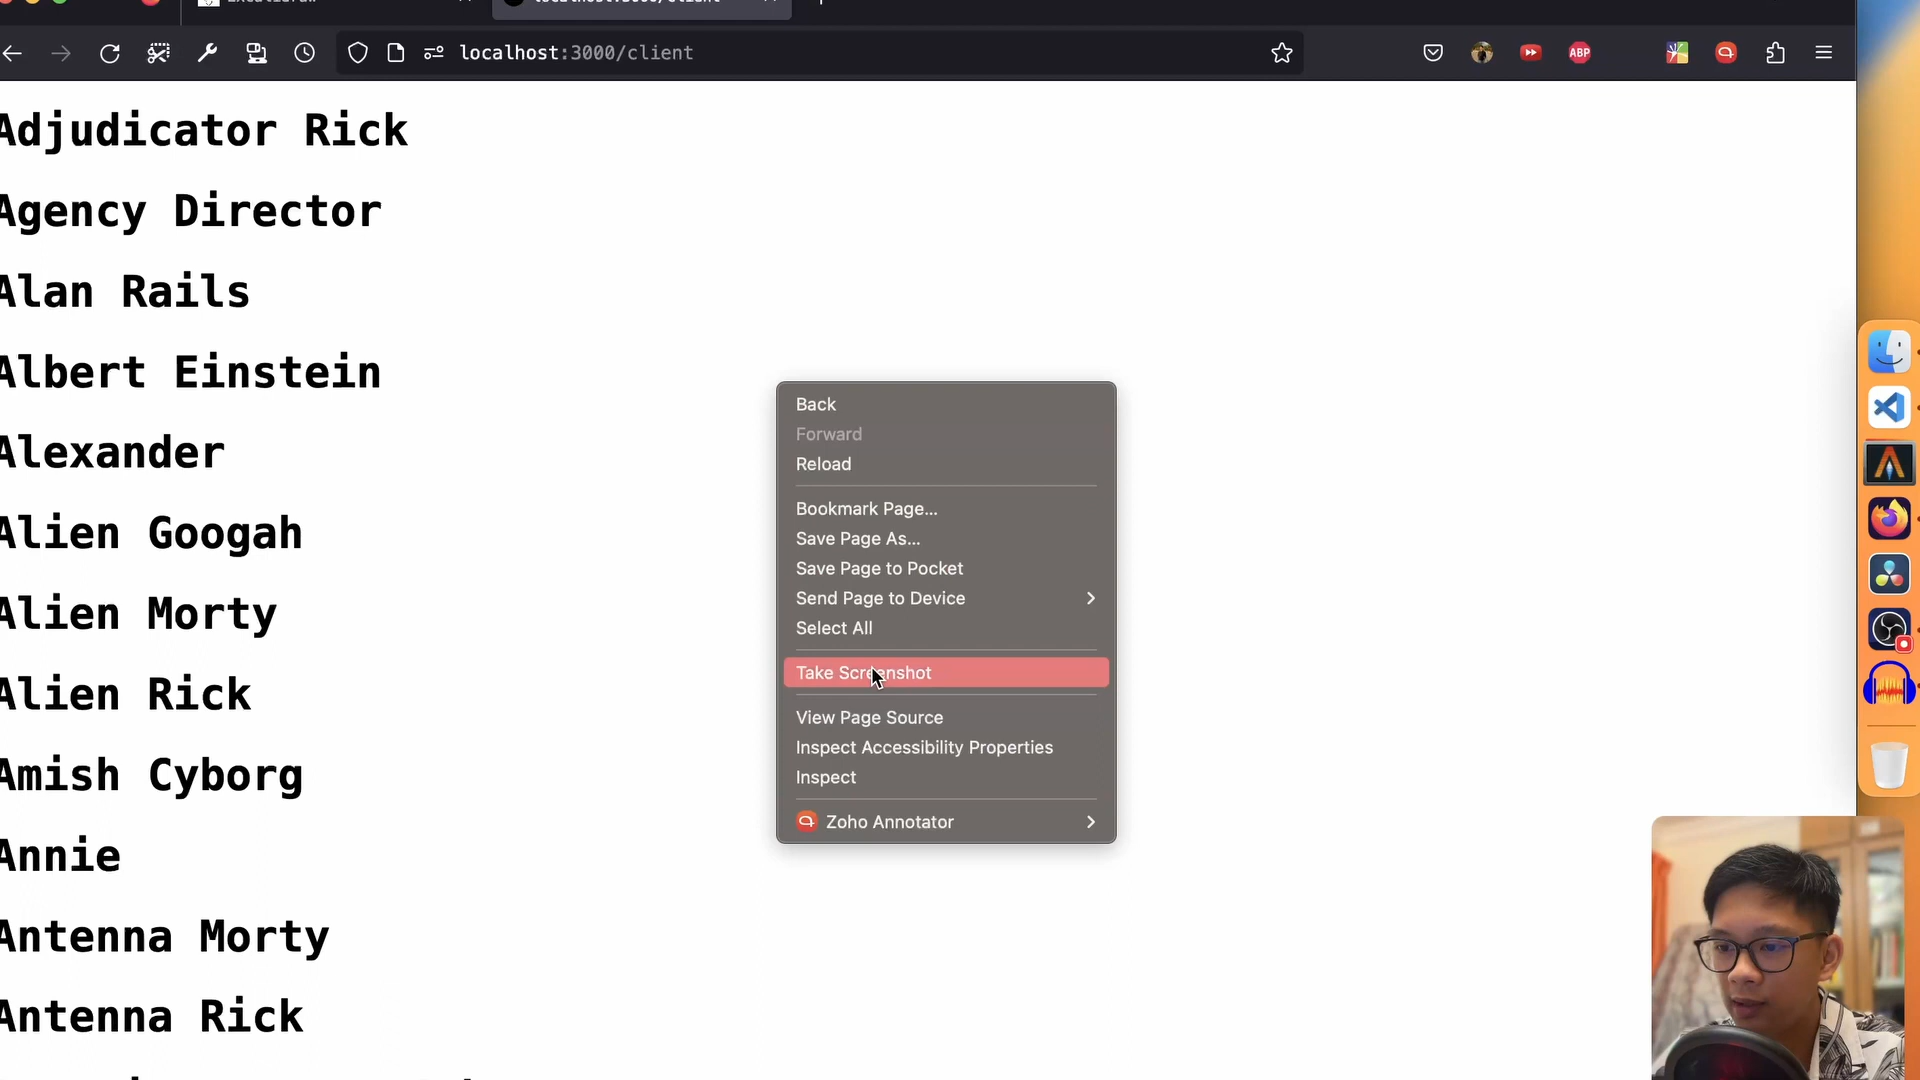 localhost:3000/client
ABP
Adjudicator Rick
Agency Director
Alan Rails
Albert Einstein
Alexander
Alien Googah
Alien Morty
Alien Rick
Amish Cyborg
Annie
Antenna Morty
Antenna Rick
Back
Forward
Reload
Bookmark Page...
Save Page As...
Save Page to Pocket
Send Page to Device
Select All
Take Screenshot
View Page Source
Inspect Accessibility Properties
Inspect
Zoho Annotator